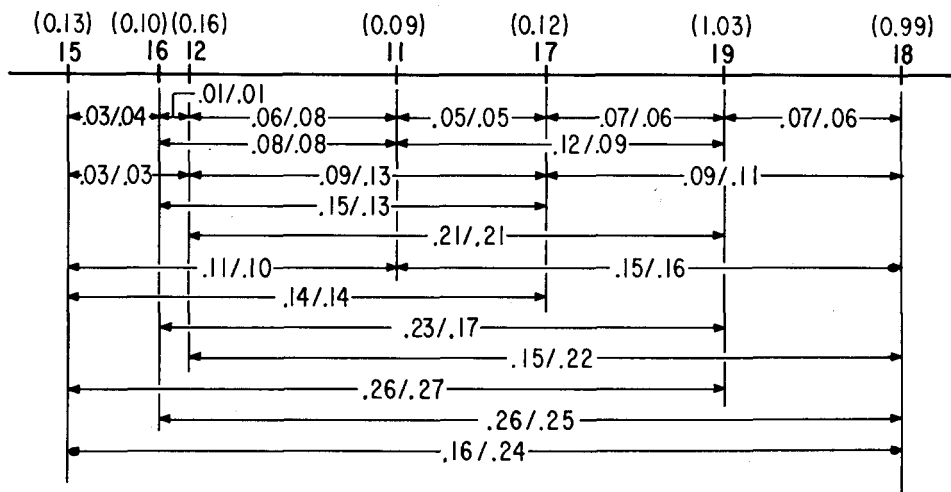 (0.13) (0.10) (0.16) (0.09) (0.12) (1.03) (0.99)
15 16 12 11 17 19 18
.01/.01
.03/.04 .06/.08 .05/.05 .07/.06 .07/.06
.08/.08 .12/.09
.03/.03 .09/.13 .09/.11
.15/.13
.21/.21
.11/.10 .15/.16
.14/.14
.23/.17
.15/.22
.26/.27
.26/.25
.16/.24